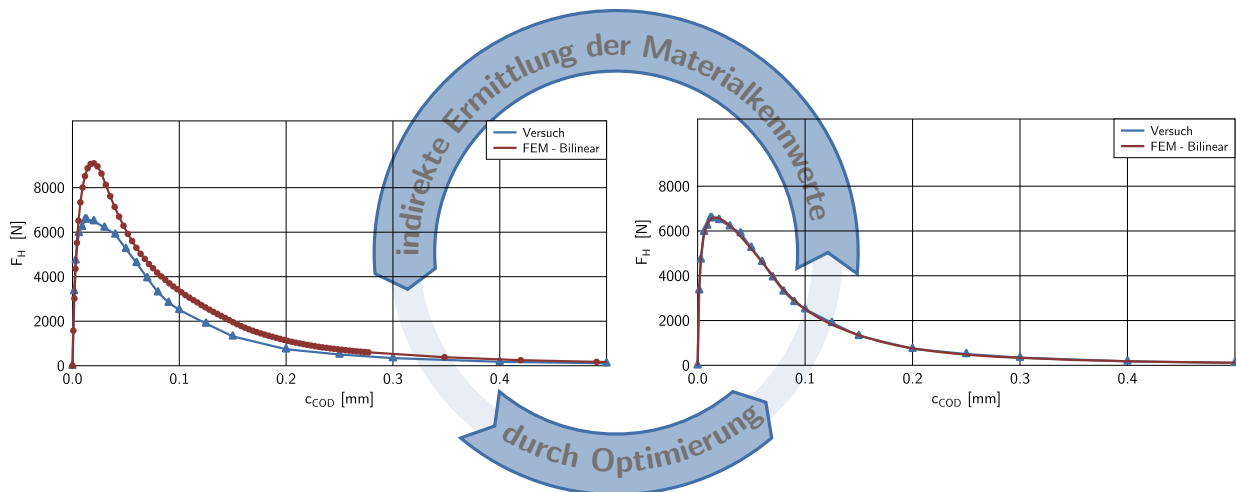 indirekte Ermittlung der Materialkennwerte
Versuch
FEM - Bilinear
8000
6000
4000
2000
0
F_H [N]
0.0 0.1 0.2 0.3 0.4
c_COD [mm]
Versuch
FEM - Bilinear
8000
6000
4000
2000
0
F_H [N]
0.0 0.1 0.2 0.3 0.4
c_COD [mm]
durch Optimierung